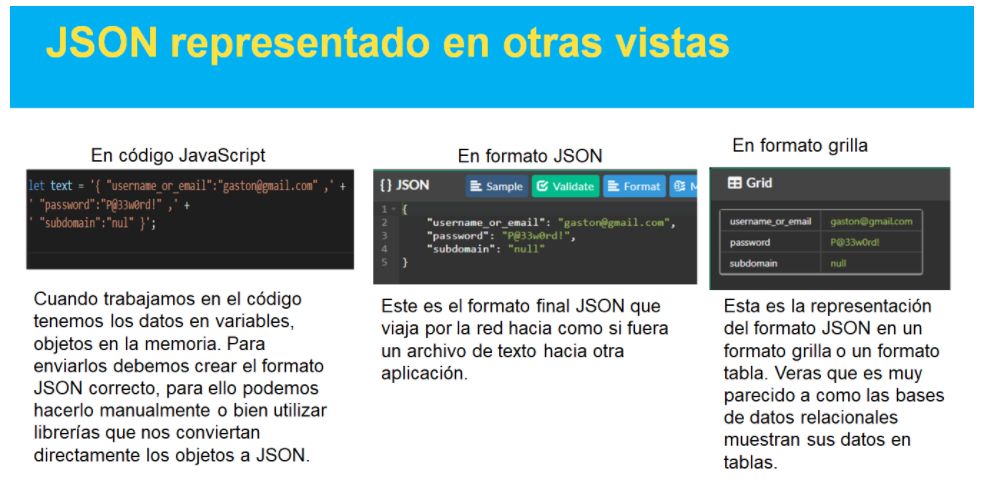 JSON representado en otras vistas
En código JavaScript
let text = '{ "username_or_email":"gaston@gmail.com" ,' +
' "password":"P@33w0rd!" ,' +
' "subdomain":"nul" }';
Cuando trabajamos en el código
tenemos los datos en variables,
objetos en la memoria. Para
enviarlos debemos crear el formato
JSON correcto, para ello podemos
hacerlo manualmente o bien utilizar
librerías que nos conviertan
directamente los objetos a JSON.
En formato JSON
{} JSON Sample Validate Format M
1 {
2 "username_or_email": "gaston@gmail.com",
3 "password": "P@33w0rd!",
4 "subdomain": "null"
5 }
Este es el formato final JSON que
viaja por la red hacia como si fuera
un archivo de texto hacia otra
aplicación.
En formato grilla
Grid
username_or_email gaston@gmail.com
password P@33w0rd!
subdomain null
Esta es la representación
del formato JSON en un
formato grilla o un formato
tabla. Veras que es muy
parecido a como las bases
de datos relacionales
muestran sus datos en
tablas.